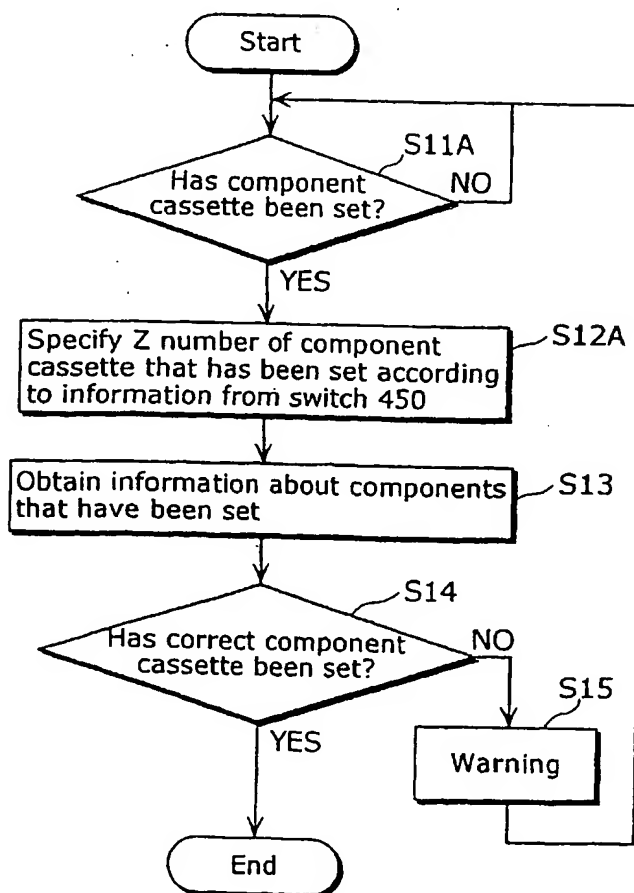 Start
S11A
Has component
cassette been set?
NO
YES
S12A
Specify Z number of component
cassette that has been set according
to information from switch 450
S13
Obtain information about components
that have been set
S14
Has correct component
cassette been set?
NO
YES
S15
Warning
End